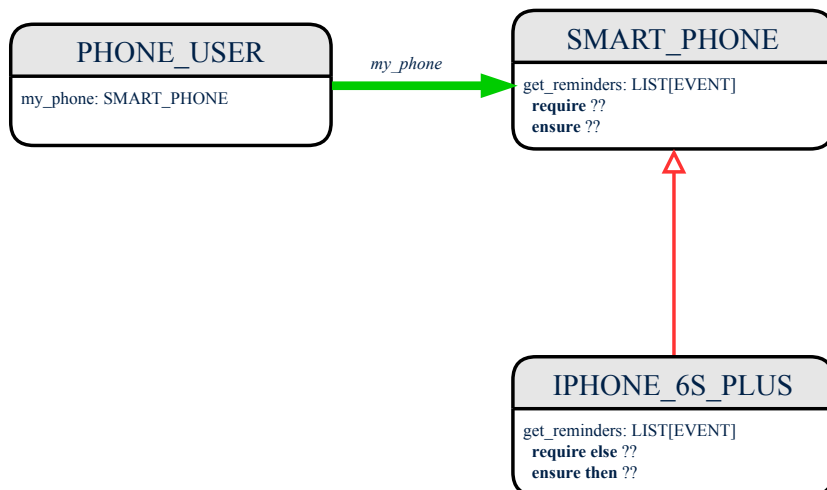 PHONE_USER
my_phone: SMART_PHONE
my_phone
SMART_PHONE
get_reminders: LIST[EVENT]
require ??
ensure ??
IPHONE_6S_PLUS
get_reminders: LIST[EVENT]
require else ??
ensure then ??